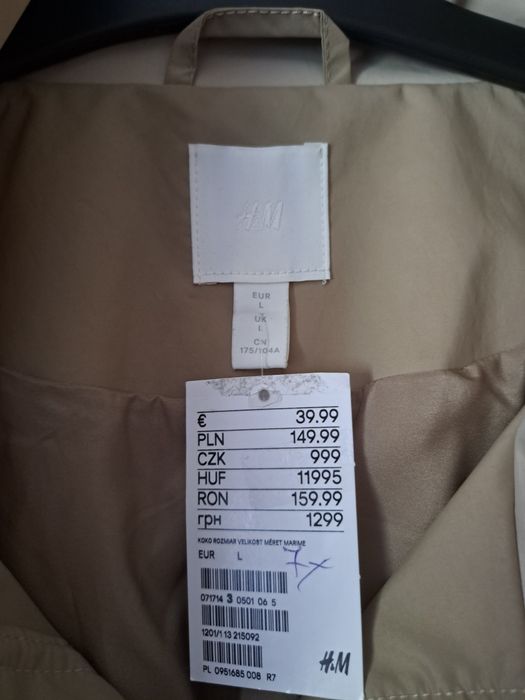 H&M
EUR
L
UK
L
CN
175/104A
€ 39.99
PLN 149.99
CZK 999
HUF 11995
RON 159.99
грн 1299
KOKO ROZMIAR VELIKOST MÉRET MARIME
EUR L
7x
071714 3 0501 06 5
1201/1 13 215092
H&M
PL 0951685 008 R7